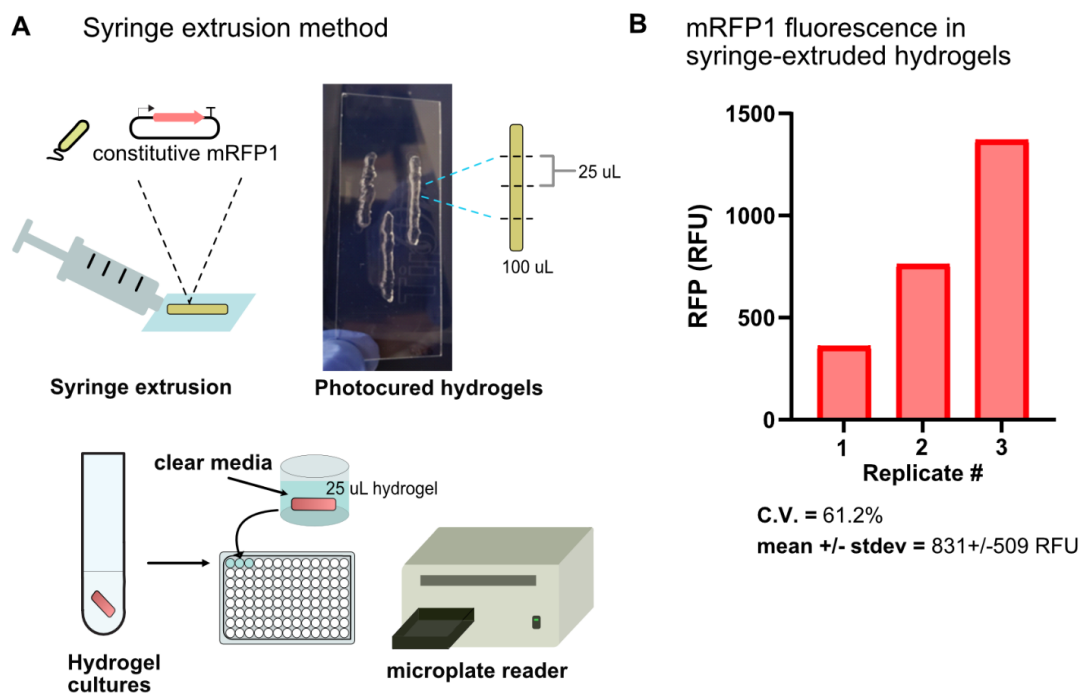 A
Syringe extrusion method
constitutive mRFP1
25 uL
100 uL
Syringe extrusion
Photocured hydrogels
clear media
25 uL hydrogel
Hydrogel
cultures
microplate reader
B
mRFP1 fluorescence in
syringe-extruded hydrogels
RFP (RFU)
1500
1000
500
0
1 2 3
Replicate #
C.V. = 61.2%
mean +/- stdev = 831+/-509 RFU